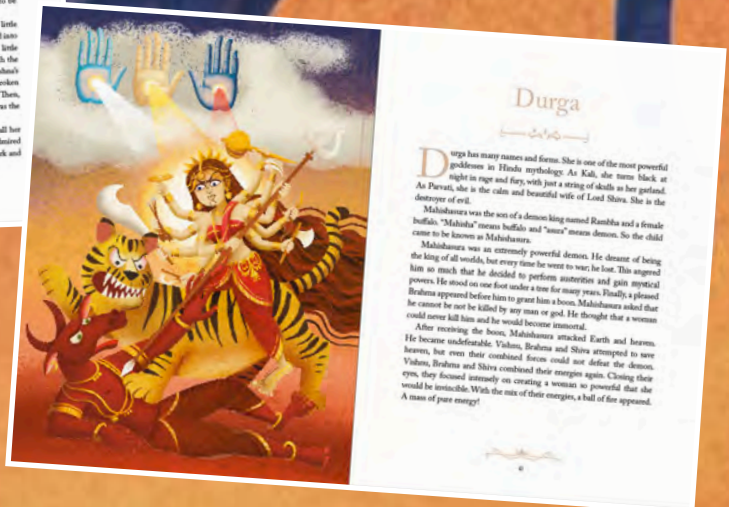 little
little
Then,
Durga
Durga has many names and forms. She is one of the most powerful
goddesses in Hindu mythology. As Kali, she turns black at
night in rage and fury, with just a string of skulls as her garland.
As Parvati, she is the calm and beautiful wife of Lord Shiva. She is the
destroyer of evil.
Mahishasura was the son of a demon king named Rambha and a female
buffalo. "Mahisha" means buffalo and "asura" means demon. So the child
came to be known as Mahishasura.
Mahishasura was an extremely powerful demon. He dreamt of being
the king of all worlds, but every time he went to war; he lost. This angered
him so much that he decided to perform austerities and gain mystical
powers. He stood on one foot under a tree for many years. Finally, a pleased
Brahma appeared before him to grant him a boon. Mahishasura asked that
he cannot be not be killed by any man or god. He thought that a woman
could never kill him and he would become immortal.
After receiving the boon, Mahishasura attacked Earth and heaven.
He became undefeatable. Vishnu, Brahma and Shiva attempted to save
heaven, but even their combined forces could not defeat the demon.
Vishnu, Brahma and Shiva combined their energies again. Closing their
eyes, they focused intensely on creating a woman so powerful that she
would be invincible. With the mix of their energies, a ball of fire appeared.
A mass of pure energy!